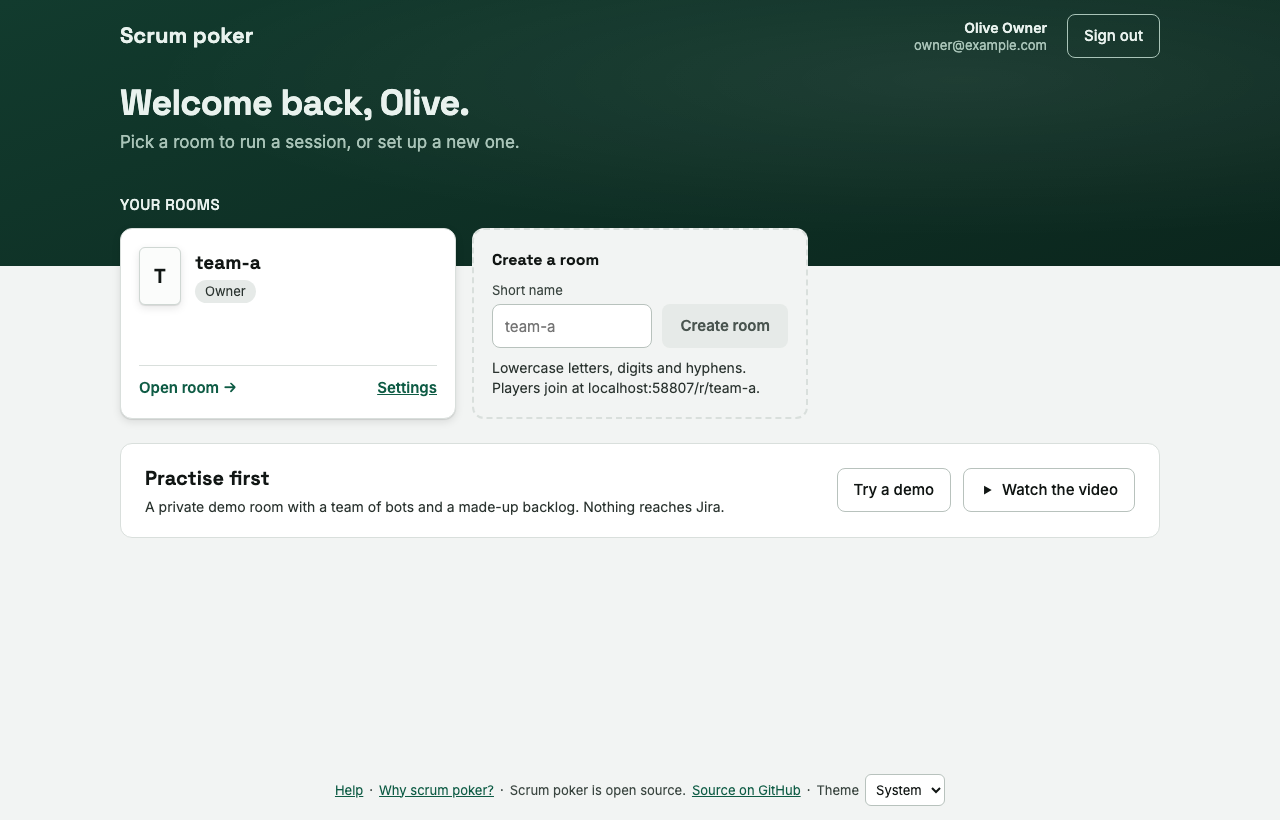 Scrum poker
Olive Owner
owner@example.com
Sign out
Welcome back, Olive.
Pick a room to run a session, or set up a new one.
YOUR ROOMS
T
team-a
Owner
Open room →
Settings
Create a room
Short name
team-a
Create room
Lowercase letters, digits and hyphens.
Players join at localhost:58807/r/team-a.
Practise first
A private demo room with a team of bots and a made-up backlog. Nothing reaches Jira.
Try a demo
▶ Watch the video
Help · Why scrum poker? · Scrum poker is open source. Source on GitHub · Theme System